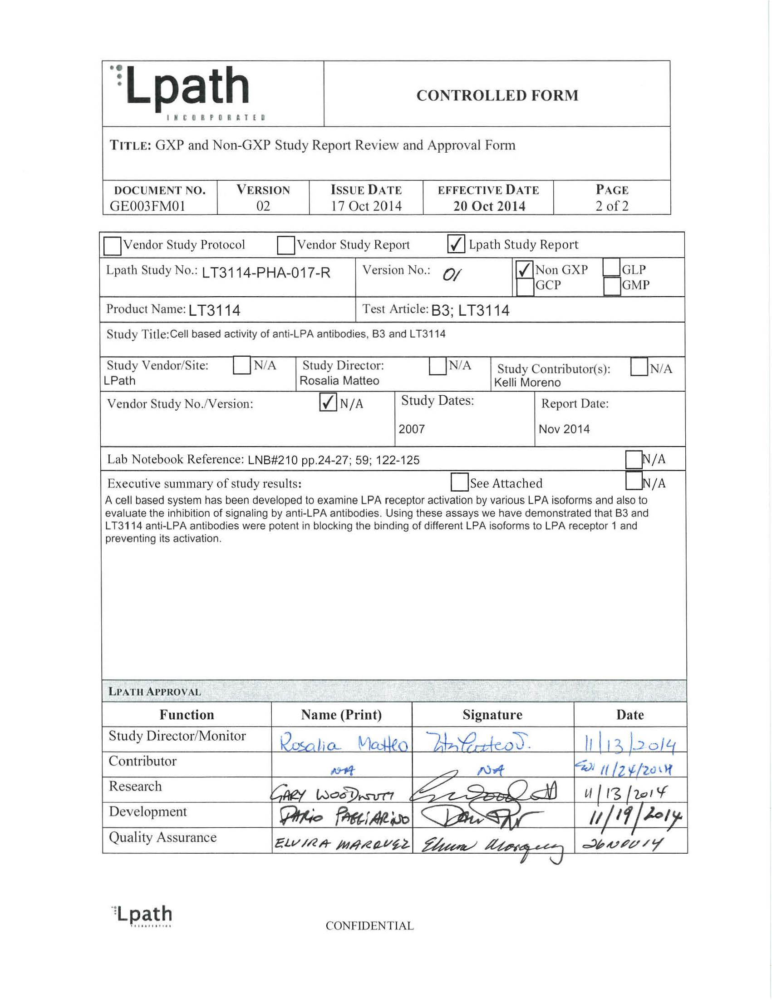 Lpath
INCORPORATED
CONTROLLED FORM
TITLE: GXP and Non-GXP Study Report Review and Approval Form
DOCUMENT NO. VERSION ISSUE DATE EFFECTIVE DATE PAGE
GE003FM01 02 17 Oct 2014 20 Oct 2014 2 of 2
Vendor Study Protocol Vendor Study Report ✓ Lpath Study Report
Lpath Study No.: LT3114-PHA-017-R Version No.: 01 ✓ Non GXP GLP
GCP GMP
Product Name: LT3114 Test Article: B3; LT3114
Study Title:Cell based activity of anti-LPA antibodies, B3 and LT3114
Study Vendor/Site: N/A Study Director: N/A Study Contributor(s): N/A
LPath Rosalia Matteo Kelli Moreno
Vendor Study No./Version: ✓ N/A Study Dates: Report Date:
2007 Nov 2014
Lab Notebook Reference: LNB#210 pp.24-27; 59; 122-125 N/A
Executive summary of study results: See Attached N/A
A cell based system has been developed to examine LPA receptor activation by various LPA isoforms and also to
evaluate the inhibition of signaling by anti-LPA antibodies. Using these assays we have demonstrated that B3 and
LT3114 anti-LPA antibodies were potent in blocking the binding of different LPA isoforms to LPA receptor 1 and
preventing its activation.
LPATH APPROVAL
Function Name (Print) Signature Date
Study Director/Monitor Rosalia Matteo 11/13/2014
Contributor NA NA 11/24/2014
Research GARY WOODNUTT 11/13/2014
Development DARIO PAGLIARINO 11/19/2014
Quality Assurance ELVIRA MARQUEZ Elvira Marquez 26NOV14
Lpath
THERAPEUTICS
CONFIDENTIAL